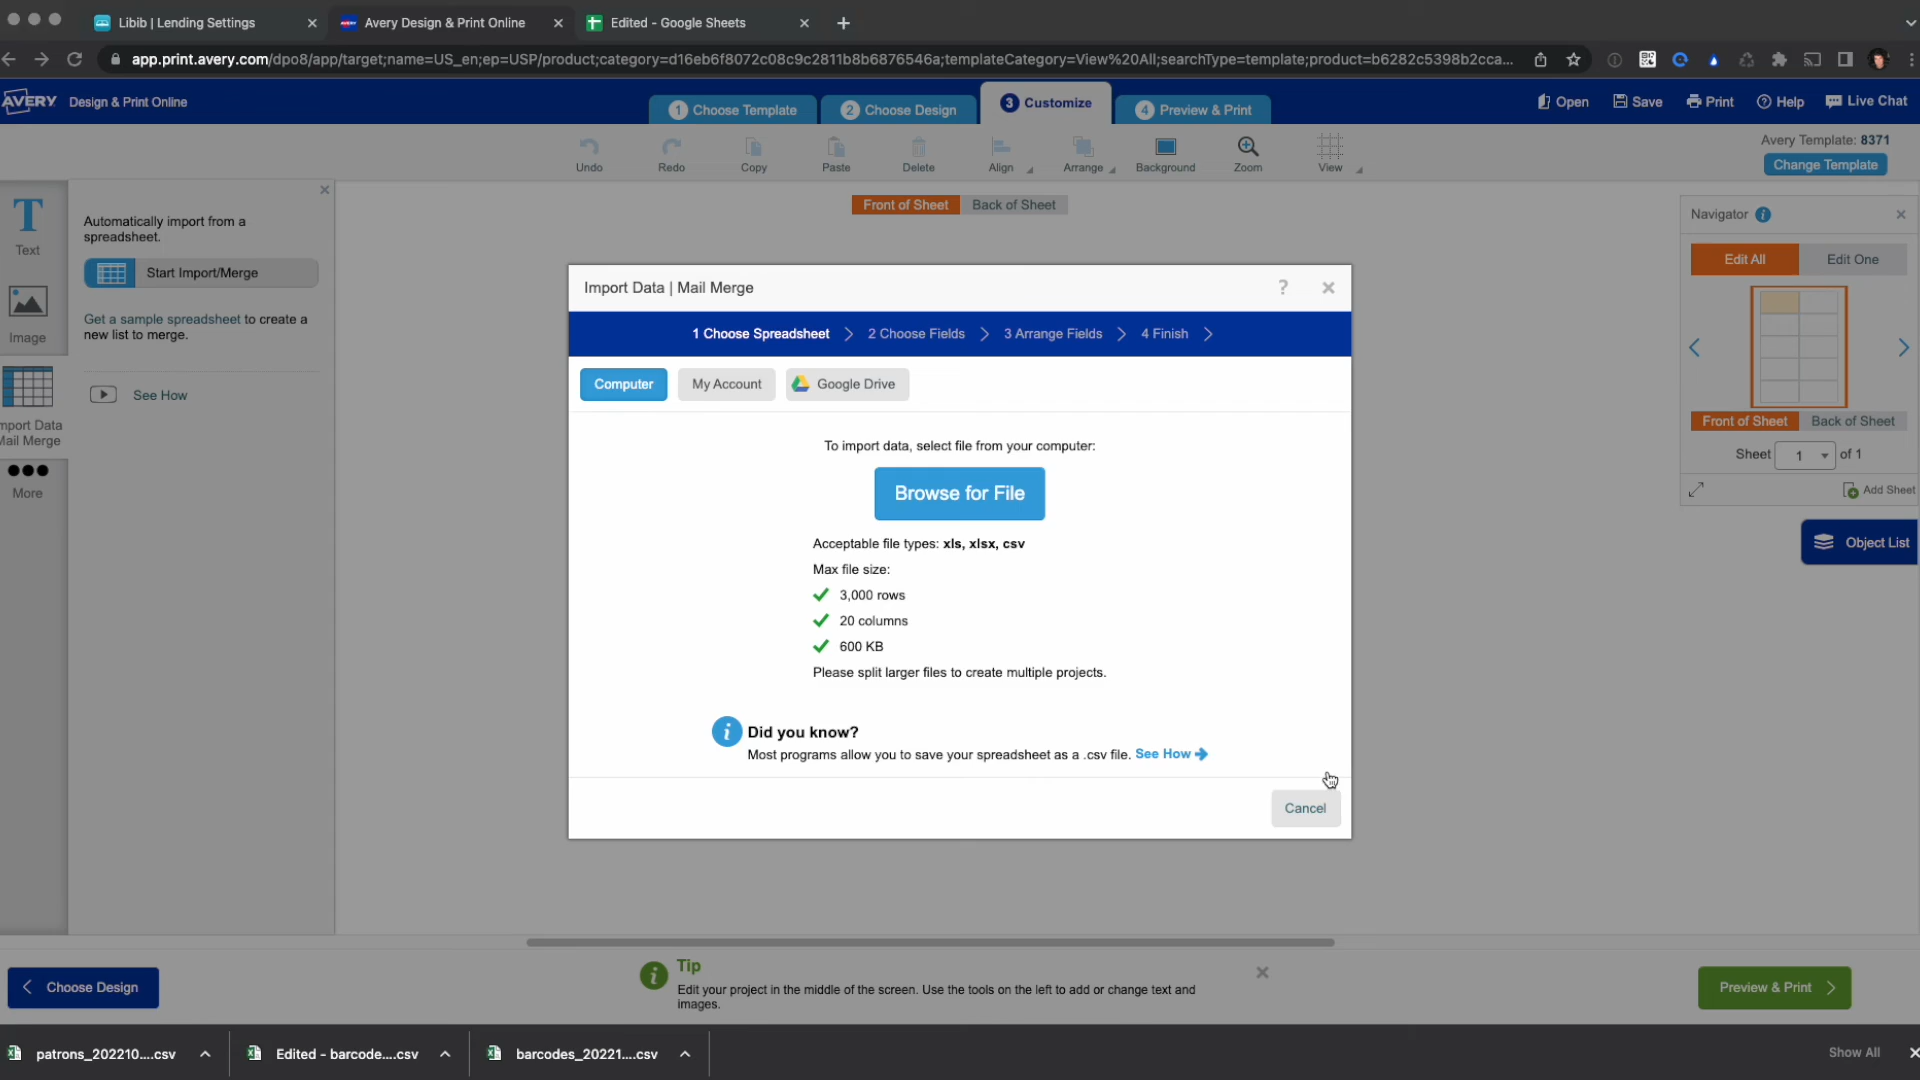 Libib | Lending Settings
Avery Design & Print Online
Edited - Google Sheets
app.print.avery.com/dpo8/app/target;name=US_en;ep=USP/product;category=d16eb6f8072c08c9c2811b8b6876546a;templateCategory=View%20All;searchType=template;product=b6282c5398b2cca...
AVERY Design & Print Online
1 Choose Template
2 Choose Design
3 Customize
4 Preview & Print
Open
Save
Print
Help
Live Chat
Undo
Redo
Copy
Paste
Delete
Align
Arrange
Background
Zoom
View
Avery Template: 8371
Change Template
Front of Sheet
Back of Sheet
Text
Image
mport Data
Mail Merge
More
Automatically import from a
spreadsheet.
Start Import/Merge
Get a sample spreadsheet to create a
new list to merge.
See How
Import Data | Mail Merge
?
1 Choose Spreadsheet
2 Choose Fields
3 Arrange Fields
4 Finish
Computer
My Account
Google Drive
To import data, select file from your computer:
Browse for File
Acceptable file types: xls, xlsx, csv
Max file size:
3,000 rows
20 columns
600 KB
Please split larger files to create multiple projects.
Did you know?
Most programs allow you to save your spreadsheet as a .csv file. See How
Cancel
Navigator
Edit All
Edit One
Front of Sheet
Back of Sheet
Sheet 1 of 1
Add Sheet
Object List
Choose Design
Tip
Edit your project in the middle of the screen. Use the tools on the left to add or change text and
images.
Preview & Print
patrons_202210....csv
Edited - barcode....csv
barcodes_20221....csv
Show All